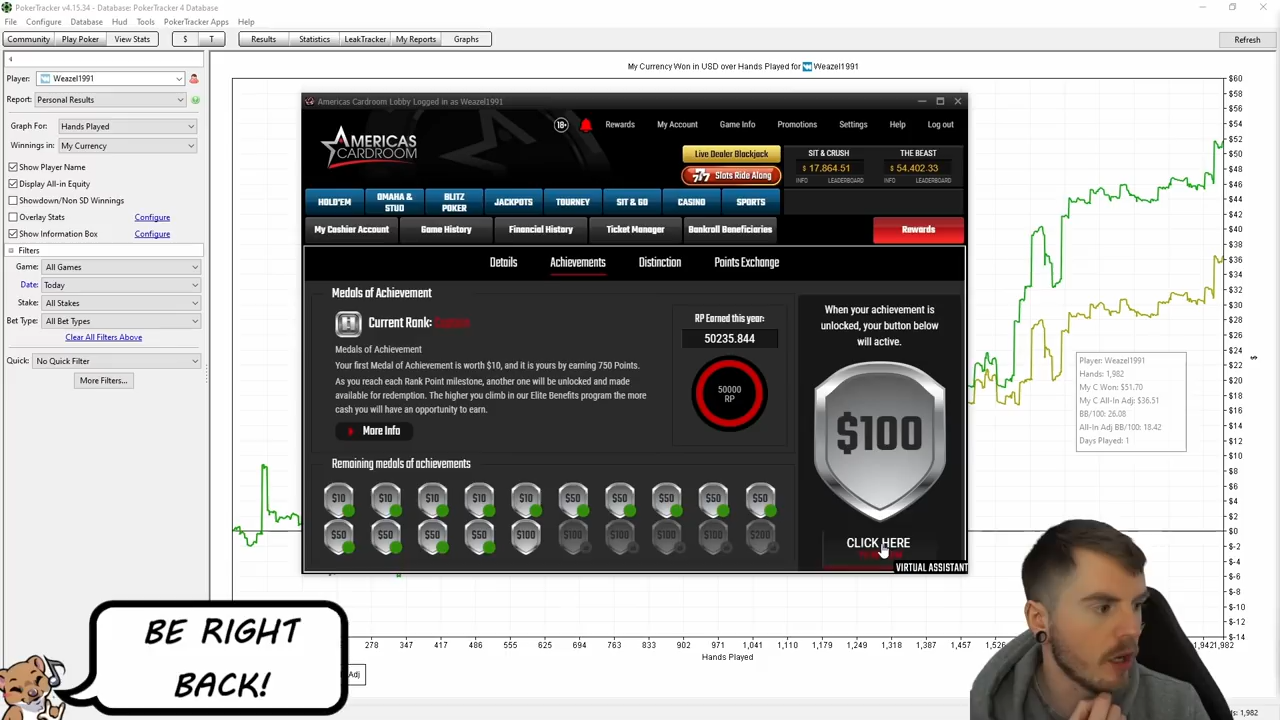 PokerTracker v4.15.34 - Database: PokerTracker 4 Database
File Configure Database Hud Tools PokerTracker Apps Help
Community Play Poker View Stats $ T Results Statistics LeakTracker My Reports Graphs Refresh
Player: Weazel1991
Report: Personal Results
Graph For: Hands Played
Winnings in: My Currency
Show Player Name
Display All-in Equity
Showdown/Non SD Winnings
Overlay Stats Configure
Show Information Box Configure
Filters
Game: All Games
Date: Today
Stake: All Stakes
Bet Type: All Bet Types
Clear All Filters Above
Quick: No Quick Filter
More Filters...
My Currency Won in USD over Hands Played for Weazel1991
Americas Cardroom Lobby Logged in as Weazel1991
AMERICAS
CARDROOM
18+ Rewards My Account Game Info Promotions Settings Help Log out
Live Dealer Blackjack
Slots Ride Along
SIT & CRUSH
$ 17,864.51
INFO LEADERBOARD
THE BEAST
$ 54,402.33
INFO LEADERBOARD
HOLD'EM
OMAHA &
STUD
BLITZ
POKER
JACKPOTS
TOURNEY
SIT & GO
CASINO
SPORTS
My Cashier Account Game History Financial History Ticket Manager Bankroll Beneficiaries Rewards
Details Achievements Distinction Points Exchange
Medals of Achievement
Current Rank:
Medals of Achievement
Your first Medal of Achievement is worth $10, and it is yours by earning 750 Points.
As you reach each Rank Point milestone, another one will be unlocked and made
available for redemption. The higher you climb in our Elite Benefits program the more
cash you will have an opportunity to earn.
More Info
RP Earned this year:
50235.844
50000
RP
Remaining medals of achievements
$10 $10 $10 $10 $10 $50 $50 $50 $50 $50
$50 $50 $50 $50 $100 $100 $100 $100 $100 $200
When your achievement is
unlocked, your button below
will active.
$100
CLICK HERE
VIRTUAL ASSISTANT
Player: Weazel1991
Hands: 1,982
My C Won: $51.70
My C All-In Adj: $36.51
BB/100: 26.08
All-In Adj BB/100: 18.42
Days Played: 1
$60
$58
$56
$54
$52
$50
$48
$46
$44
$42
$40
$38
$36
$34
$32
$30
$28
$26
$24
$22
$20
$18
$16
$14
$12
$10
$8
$6
$4
$2
$0
$-2
$-4
$-6
$-8
$-10
$-12
$-14
$
278 347 417 486 555 625 694 763 833 902 972 1,041 1,110 1,179 1,249 1,318 1,387 1,457 1,526 1,942 1,982
Hands Played
Adj
1,982
BE RIGHT
BACK!